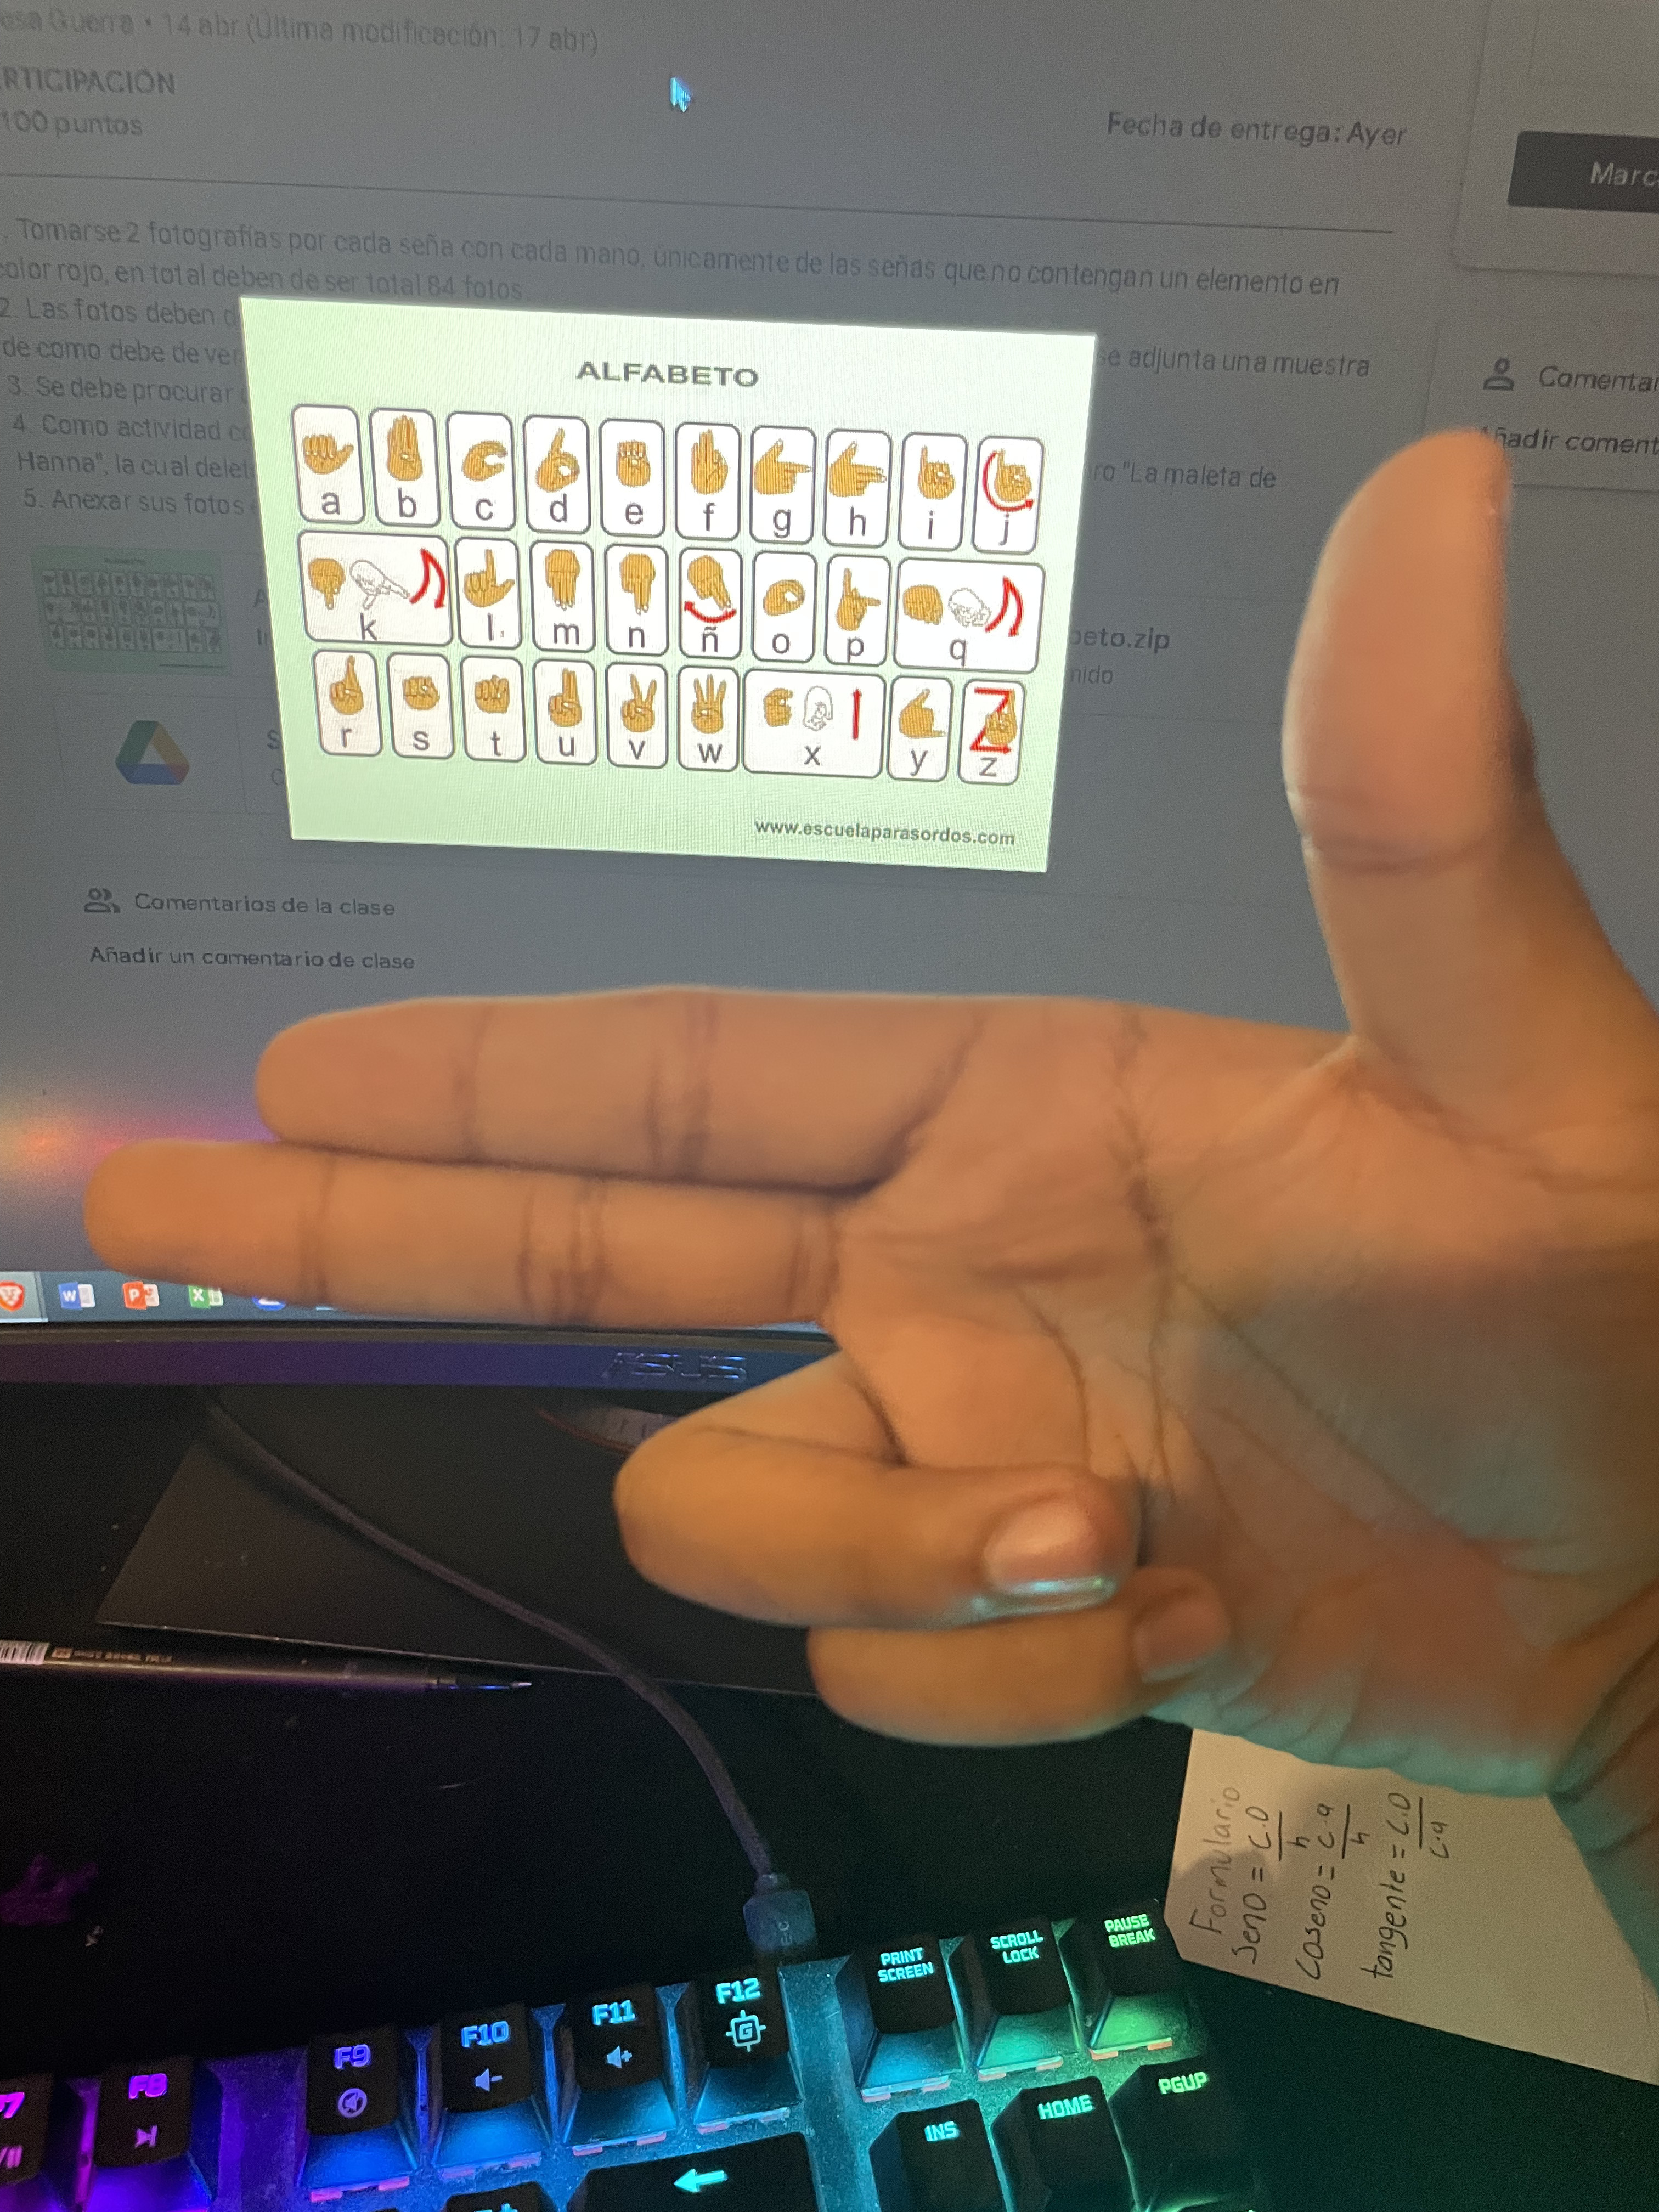 esa Guerra • 14 abr (Última modificación: 17 abr)
RTICIPACIÓN
100 puntos
Fecha de entrega: Ayer
Marc
. Tomarse 2 fotografías por cada seña con cada mano, únicamente de las señas que no contengan un elemento en
color rojo, en total deben de ser total 84 fotos.
2. Las fotos deben d
de como debe de ver
se adjunta una muestra
3. Se debe procurar
4. Como actividad c
ro "La maleta de
Hanna", la cual delet
5. Anexar sus fotos
Comentar
Añadir coment
ALFABETO
a b c d e f g h i j
k l m n ñ o p q
r s t u v w x y z
www.escuelaparasordos.com
beto.zip
nido
Comentarios de la clase
Añadir un comentario de clase
W P X
ASUS
Formulario
Seno = c.o
h
Coseno = c.a
h
tangente = c.o
c.a
PRINT SCREEN
SCROLL LOCK
PAUSE BREAK
F7 F8 F9 F10 F11 F12
G
INS HOME PGUP